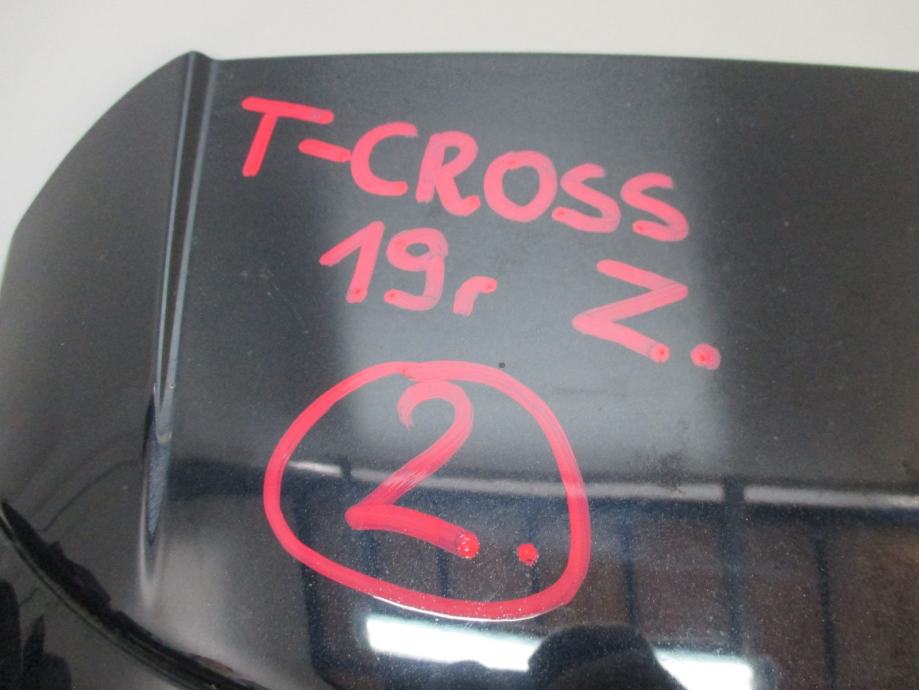 T-CROSS
19r Z.
2.